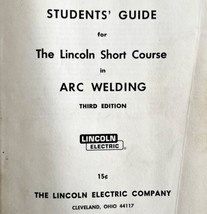 STUDENTS' GUIDE
for
The Lincoln Short Course
in
ARC WELDING
THIRD EDITION
LINCOLN
ELECTRIC
15¢
THE LINCOLN ELECTRIC COMPANY
CLEVELAND, OHIO 44117